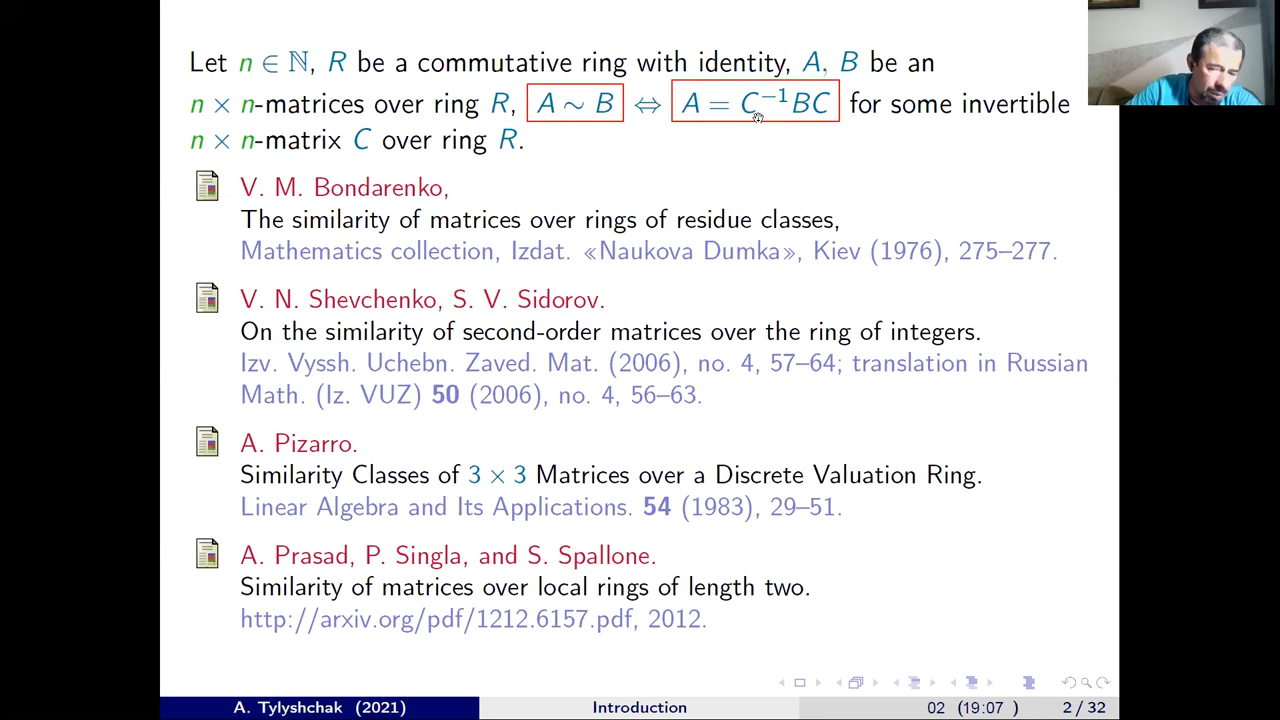 Let n ∈ ℕ, R be a commutative ring with identity, A, B be an
n × n-matrices over ring R, A ∼ B ⇔ A = C⁻¹BC for some invertible
n × n-matrix C over ring R.
V. M. Bondarenko,
The similarity of matrices over rings of residue classes,
Mathematics collection, Izdat. «Naukova Dumka», Kiev (1976), 275–277.
V. N. Shevchenko, S. V. Sidorov.
On the similarity of second-order matrices over the ring of integers.
Izv. Vyssh. Uchebn. Zaved. Mat. (2006), no. 4, 57–64; translation in Russian
Math. (Iz. VUZ) 50 (2006), no. 4, 56–63.
A. Pizarro.
Similarity Classes of 3 × 3 Matrices over a Discrete Valuation Ring.
Linear Algebra and Its Applications. 54 (1983), 29–51.
A. Prasad, P. Singla, and S. Spallone.
Similarity of matrices over local rings of length two.
http://arxiv.org/pdf/1212.6157.pdf, 2012.
A. Tylyshchak (2021) Introduction 02 (19:07 ) 2 / 32